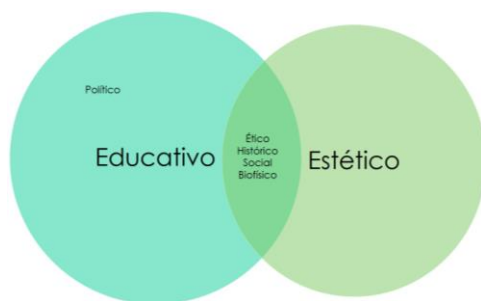 Político
Educativo
Ético
Histórico
Social
Biofísico
Estético